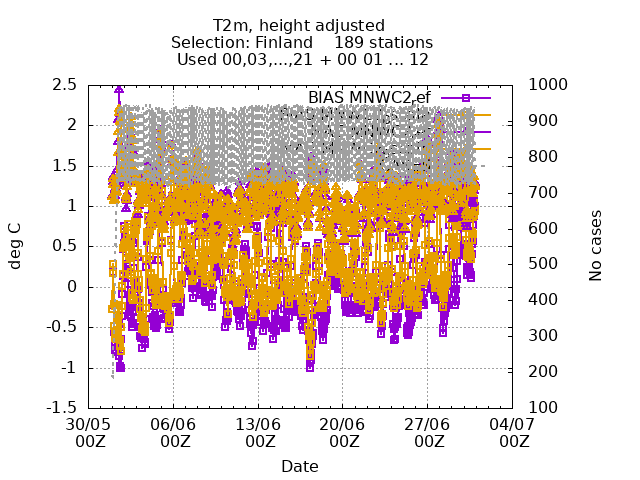 T2m, height adjusted
Selection: Finland 189 stations
Used 00,03,...,21 + 00 01 ... 12
BIAS MNWC2
ef
deg C
2.5
2
1.5
1
0.5
0
-0.5
-1
-1.5
1000
900
800
700
600
500
400
300
200
100
No cases
30/05 06/06 13/06 20/06 27/06 04/07
00Z 00Z 00Z 00Z 00Z 00Z
Date